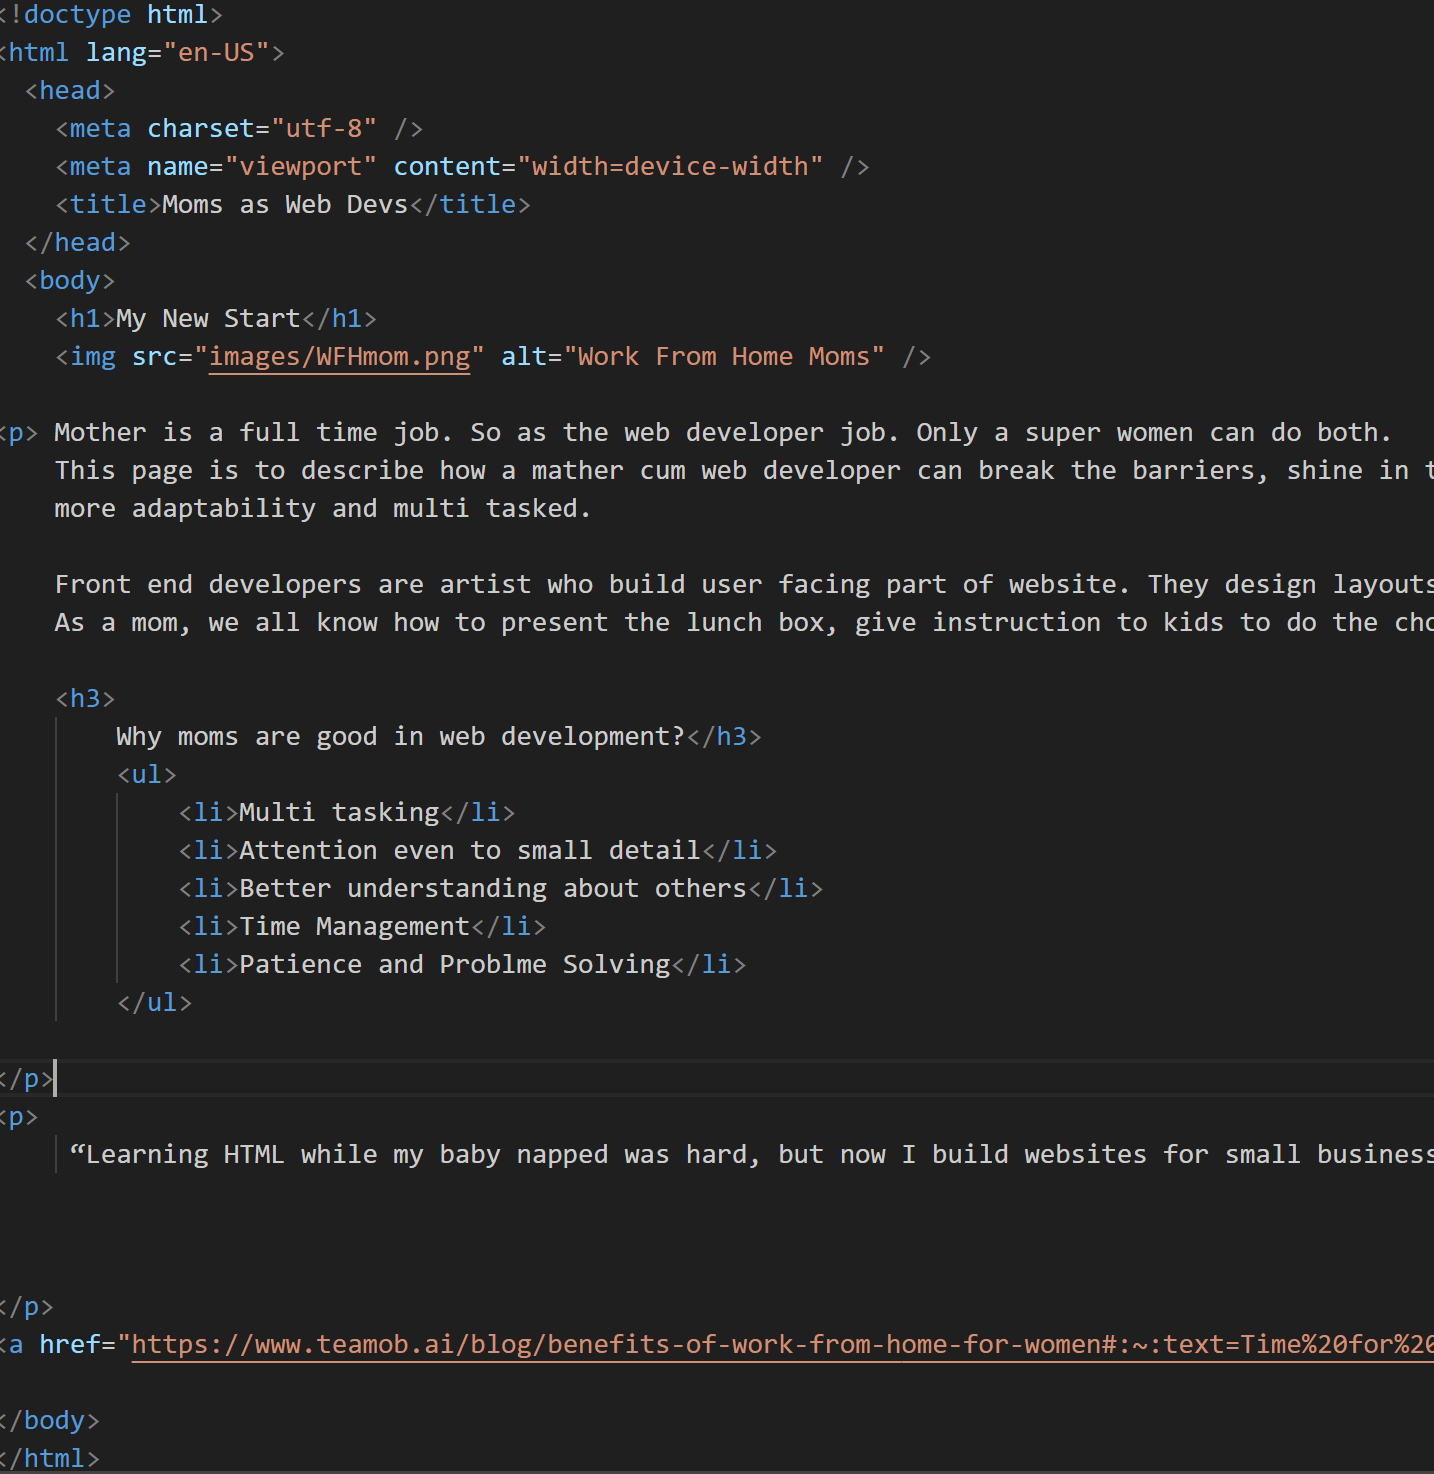 <!doctype html>
<html lang="en-US">
<head>
<meta charset="utf-8" />
<meta name="viewport" content="width=device-width" />
<title>Moms as Web Devs</title>
</head>
<body>
<h1>My New Start</h1>
<img src="images/WFHmom.png" alt="Work From Home Moms" />
<p> Mother is a full time job. So as the web developer job. Only a super women can do both.
This page is to describe how a mather cum web developer can break the barriers, shine in
more adaptability and multi tasked.
Front end developers are artist who build user facing part of website. They design layouts
As a mom, we all know how to present the lunch box, give instruction to kids to do the
<h3>
Why moms are good in web development?</h3>
<ul>
<li>Multi tasking</li>
<li>Attention even to small detail</li>
<li>Better understanding about others</li>
<li>Time Management</li>
<li>Patience and Problme Solving</li>
</ul>
</p>
<p>
“Learning HTML while my baby napped was hard, but now I build websites for small business
</p>
<a href="https://www.teamob.ai/blog/benefits-of-work-from-home-for-women#:~:text=Time%20for%20
</body>
</html>